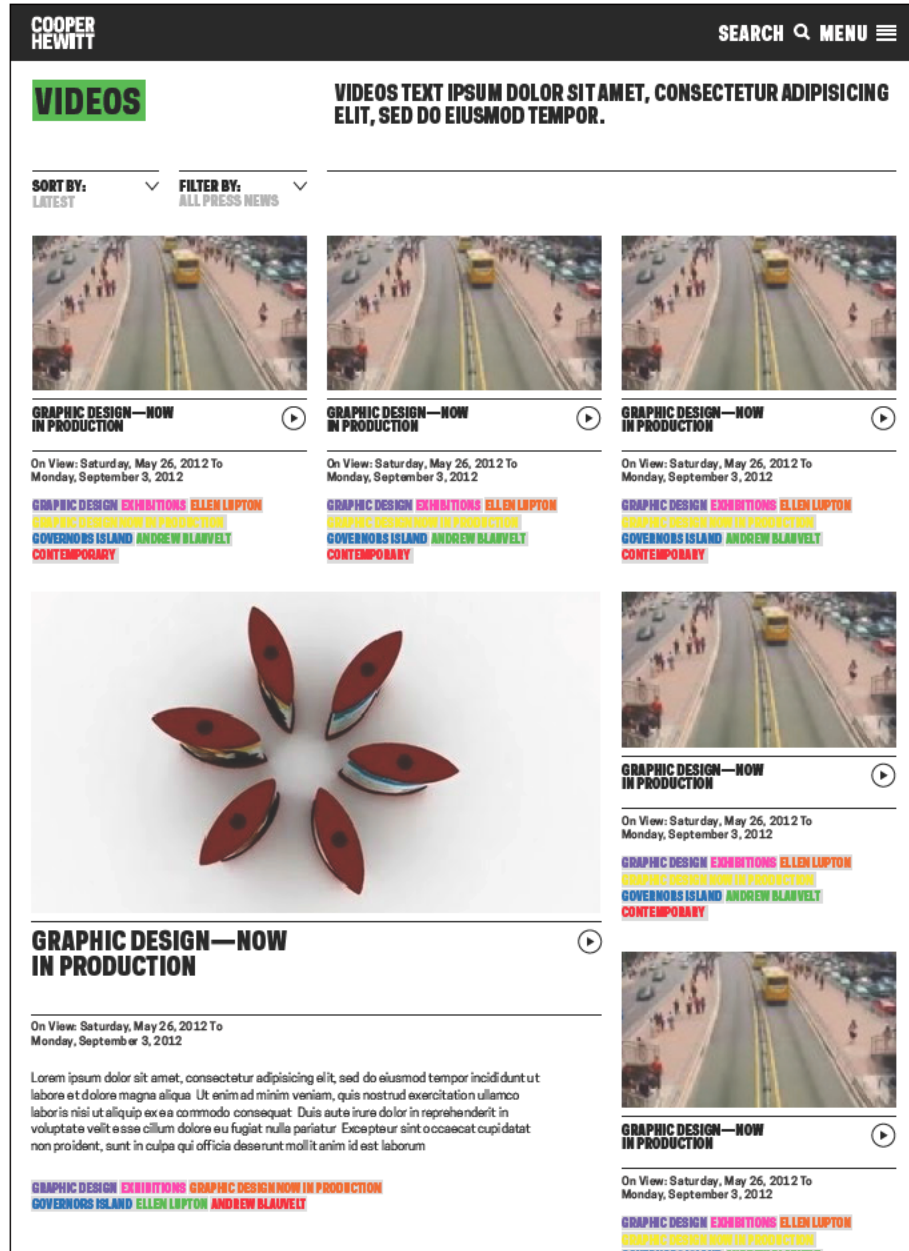 COOPER
HEWITT
SEARCH MENU
VIDEOS
VIDEOS TEXT IPSUM DOLOR SIT AMET, CONSECTETUR ADIPISICING
ELIT, SED DO EIUSMOD TEMPOR.
SORT BY:
LATEST
FILTER BY:
ALL PRESS NEWS
GRAPHIC DESIGN—NOW
IN PRODUCTION
On View: Saturday, May 26, 2012 To
Monday, September 3, 2012
GRAPHIC DESIGN EXHIBITIONS ELLEN LUPTON
GRAPHIC DESIGN NOW IN PRODUCTION
GOVERNORS ISLAND ANDREW BLAUVELT
CONTEMPORARY
GRAPHIC DESIGN—NOW
IN PRODUCTION
On View: Saturday, May 26, 2012 To
Monday, September 3, 2012
GRAPHIC DESIGN EXHIBITIONS ELLEN LUPTON
GRAPHIC DESIGN NOW IN PRODUCTION
GOVERNORS ISLAND ANDREW BLAUVELT
CONTEMPORARY
GRAPHIC DESIGN—NOW
IN PRODUCTION
On View: Saturday, May 26, 2012 To
Monday, September 3, 2012
GRAPHIC DESIGN EXHIBITIONS ELLEN LUPTON
GRAPHIC DESIGN NOW IN PRODUCTION
GOVERNORS ISLAND ANDREW BLAUVELT
CONTEMPORARY
GRAPHIC DESIGN—NOW
IN PRODUCTION
On View: Saturday, May 26, 2012 To
Monday, September 3, 2012
Lorem ipsum dolor sit amet, consectetur adipisicing elit, sed do eiusmod tempor incididunt ut
labore et dolore magna aliqua Ut enim ad minim veniam, quis nostrud exercitation ullamco
laboris nisi ut aliquip ex ea commodo consequat Duis aute irure dolor in reprehenderit in
voluptate velit esse cillum dolore eu fugiat nulla pariatur Excepteur sint occaecat cupidatat
non proident, sunt in culpa qui officia deserunt mollit anim id est laborum
GRAPHIC DESIGN EXHIBITIONS GRAPHIC DESIGN NOW IN PRODUCTION
GOVERNORS ISLAND ELLEN LUPTON ANDREW BLAUVELT
GRAPHIC DESIGN—NOW
IN PRODUCTION
On View: Saturday, May 26, 2012 To
Monday, September 3, 2012
GRAPHIC DESIGN EXHIBITIONS ELLEN LUPTON
GRAPHIC DESIGN NOW IN PRODUCTION
GOVERNORS ISLAND ANDREW BLAUVELT
CONTEMPORARY
GRAPHIC DESIGN—NOW
IN PRODUCTION
On View: Saturday, May 26, 2012 To
Monday, September 3, 2012
GRAPHIC DESIGN EXHIBITIONS ELLEN LUPTON
GRAPHIC DESIGN NOW IN PRODUCTION